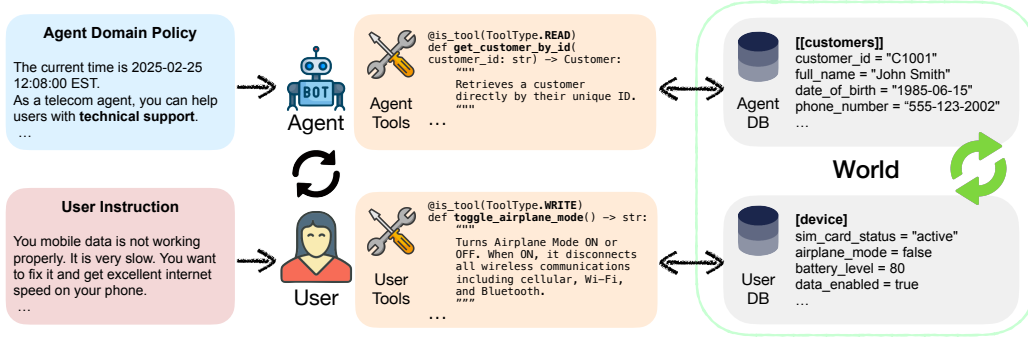 Agent Domain Policy
The current time is 2025-02-25
12:08:00 EST.
As a telecom agent, you can help
users with technical support.
…
BOT
Agent
@is_tool(ToolType.READ)
def get_customer_by_id(
customer_id: str) -> Customer:
"""
Retrieves a customer
directly by their unique ID.
"""
...
Agent
Tools
Agent
DB
[[customers]]
customer_id = "C1001"
full_name = "John Smith"
date_of_birth = "1985-06-15"
phone_number = “555-123-2002"
…
World
User Instruction
You mobile data is not working
properly. It is very slow. You want
to fix it and get excellent internet
speed on your phone.
…
User
@is_tool(ToolType.WRITE)
def toggle_airplane_mode() -> str:
"""
Turns Airplane Mode ON or
OFF. When ON, it disconnects
all wireless communications
including cellular, Wi-Fi,
and Bluetooth.
"""
...
User
Tools
User
DB
[device]
sim_card_status = "active"
airplane_mode = false
battery_level = 80
data_enabled = true
…